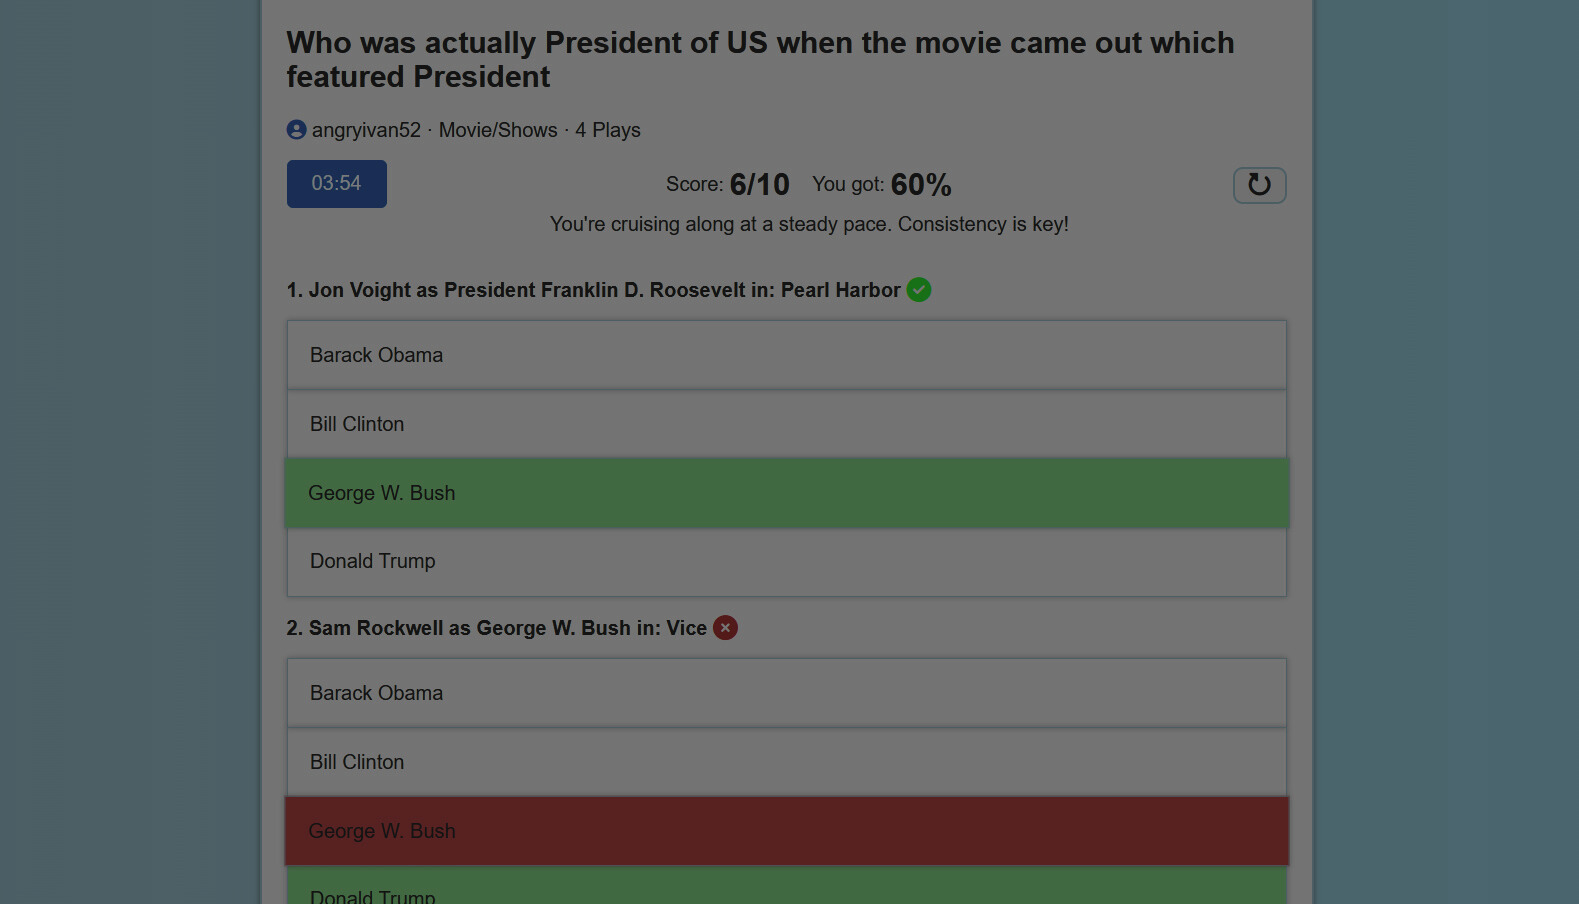 Who was actually President of US when the movie came out which
featured President
angryivan52 · Movie/Shows · 4 Plays
03:54
Score: 6/10 You got: 60%
You're cruising along at a steady pace. Consistency is key!
1. Jon Voight as President Franklin D. Roosevelt in: Pearl Harbor
Barack Obama
Bill Clinton
George W. Bush
Donald Trump
2. Sam Rockwell as George W. Bush in: Vice
Barack Obama
Bill Clinton
George W. Bush
Donald Trump